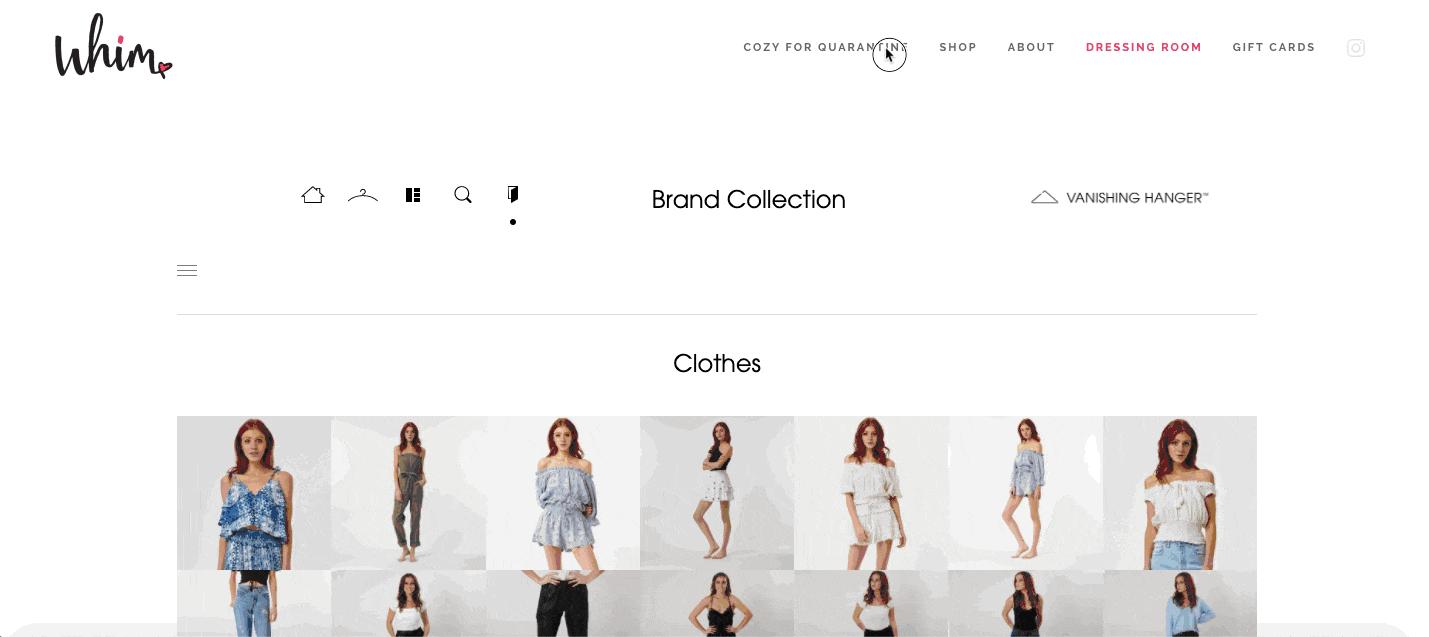 Whim
COZY FOR QUARANTINE SHOP ABOUT DRESSING ROOM GIFT CARDS
Brand Collection
VANISHING HANGER™
Clothes